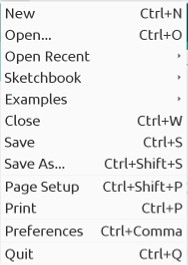 New Ctrl+N
Open... Ctrl+O
Open Recent
Sketchbook
Examples
Close Ctrl+W
Save Ctrl+S
Save As... Ctrl+Shift+S
Page Setup Ctrl+Shift+P
Print Ctrl+P
Preferences Ctrl+Comma
Quit Ctrl+Q